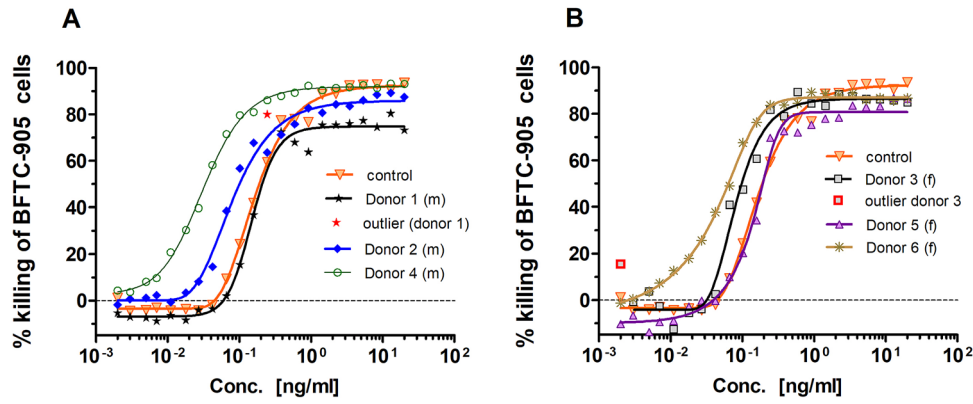 A
% killing of BFTC-905 cells
100
80
60
40
20
0
10-3
10-2
10-1
100
101
102
Conc. [ng/ml]
control
Donor 1 (m)
outlier (donor 1)
Donor 2 (m)
Donor 4 (m)
B
% killing of BFTC-905 cells
100
80
60
40
20
0
10-3
10-2
10-1
100
101
102
Conc. [ng/ml]
control
Donor 3 (f)
outlier donor 3
Donor 5 (f)
Donor 6 (f)